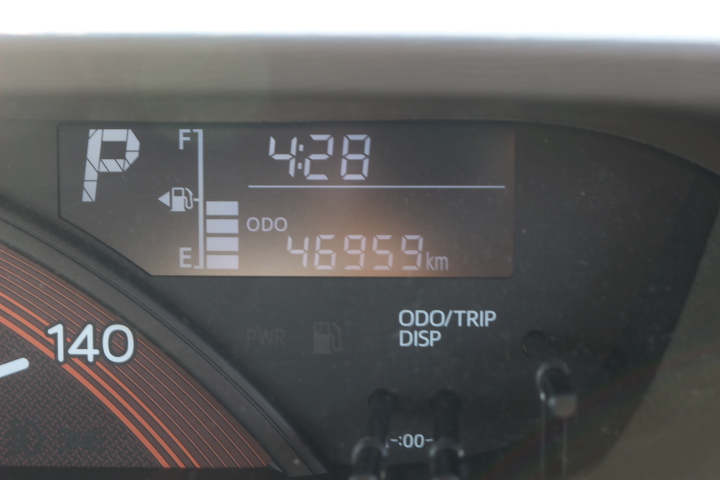 P
F
4:28
ODO
46959km
E
ODO/TRIP
DISP
140
PWR
-:00-